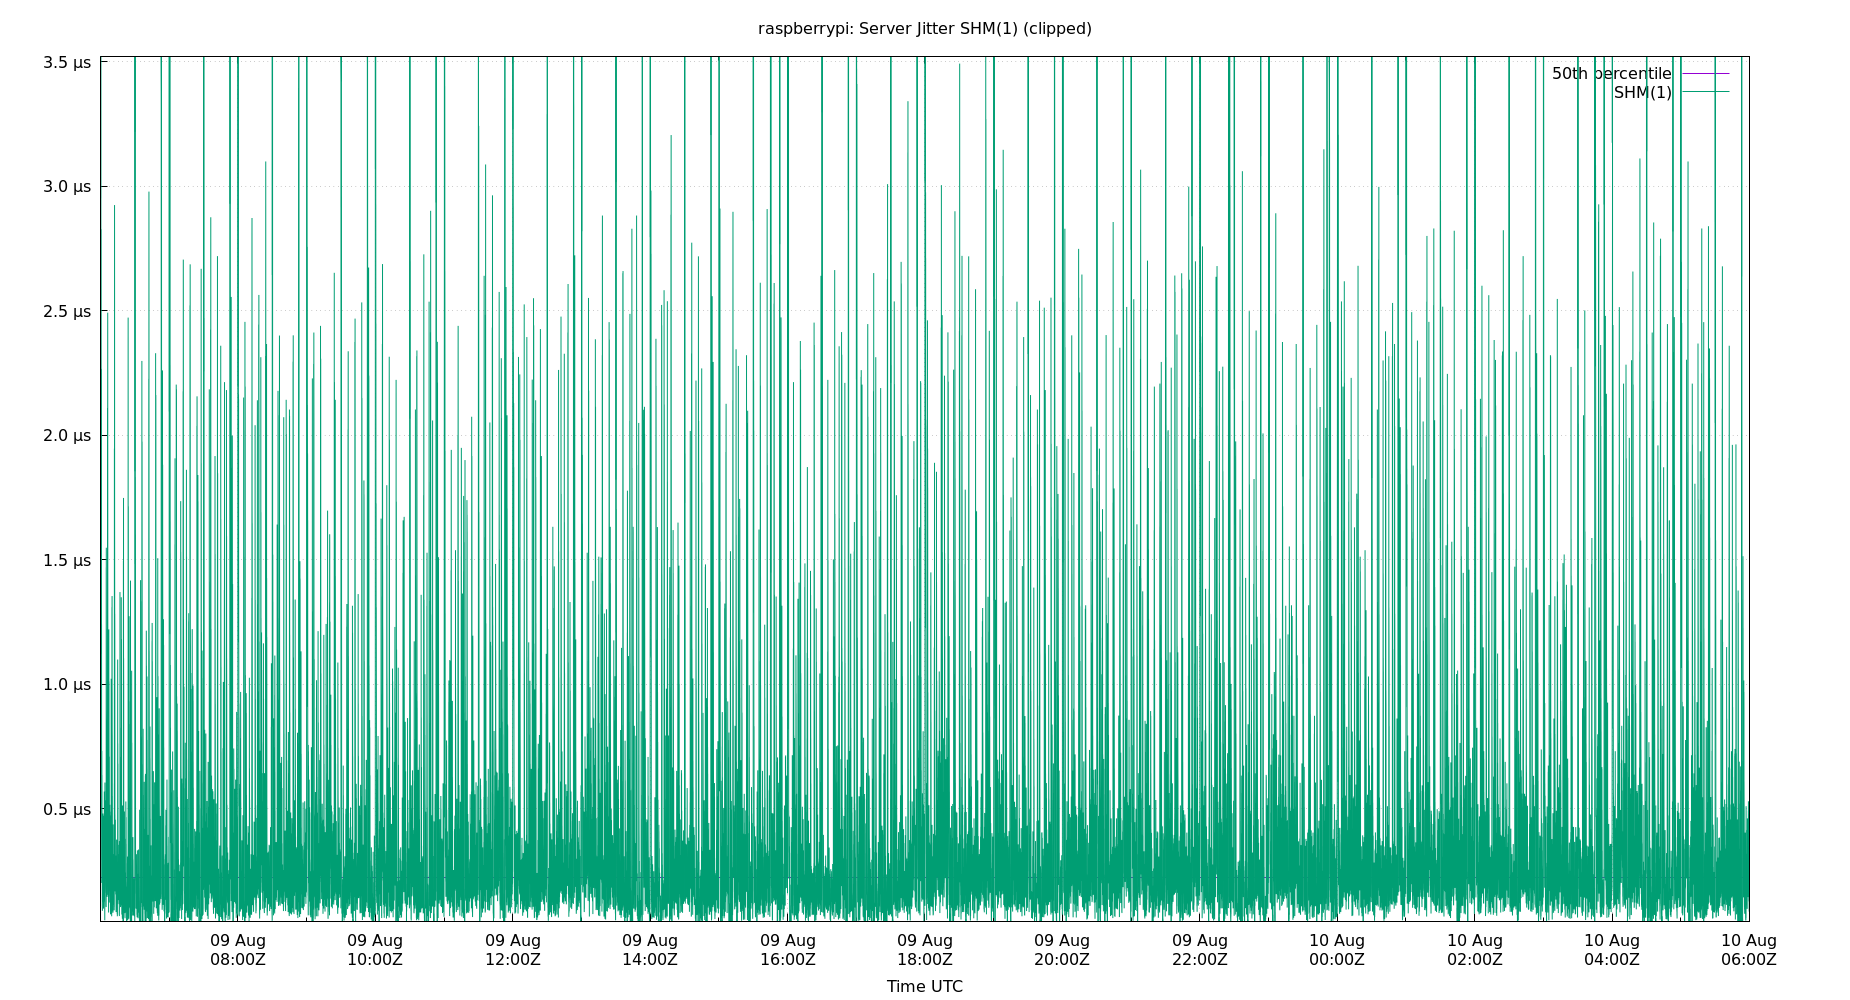 raspberrypi: Server Jitter SHM(1) (clipped)
3.5 µs
3.0 µs
2.5 µs
2.0 µs
1.5 µs
1.0 µs
0.5 µs
50th percentile
SHM(1)
09 Aug 09 Aug 09 Aug 09 Aug 09 Aug 09 Aug 09 Aug 09 Aug 10 Aug 10 Aug 10 Aug 10 Aug
08:00Z 10:00Z 12:00Z 14:00Z 16:00Z 18:00Z 20:00Z 22:00Z 00:00Z 02:00Z 04:00Z 06:00Z
Time UTC